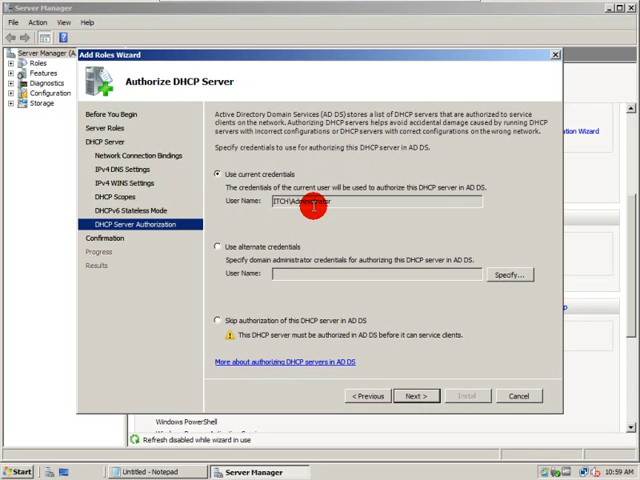 Server Manager
File Action View Help
Server Manager (A
Roles
Features
Diagnostics
Configuration
Storage
Add Roles Wizard
Authorize DHCP Server
Before You Begin
Server Roles
DHCP Server
Network Connection Bindings
IPv4 DNS Settings
IPv4 WINS Settings
DHCP Scopes
DHCPv6 Stateless Mode
DHCP Server Authorization
Confirmation
Progress
Results
Active Directory Domain Services (AD DS) stores a list of DHCP servers that are authorized to service
clients on the network. Authorizing DHCP servers helps avoid accidental damage caused by running DHCP
servers with incorrect configurations or DHCP servers with correct configurations on the wrong network.
Specify credentials to use for authorizing this DHCP server in AD DS.
Use current credentials
The credentials of the current user will be used to authorize this DHCP server in AD DS.
User Name: ITCH\Administrator
Use alternate credentials
Specify domain administrator credentials for authorizing this DHCP server in AD DS.
User Name:
Specify...
Skip authorization of this DHCP server in AD DS
This DHCP server must be authorized in AD DS before it can service clients.
More about authorizing DHCP servers in AD DS
< Previous
Next >
Install
Cancel
ation Wizard
lp
Windows PowerShell
Refresh disabled while wizard in use
Start
Untitled - Notepad
Server Manager
10:59 AM